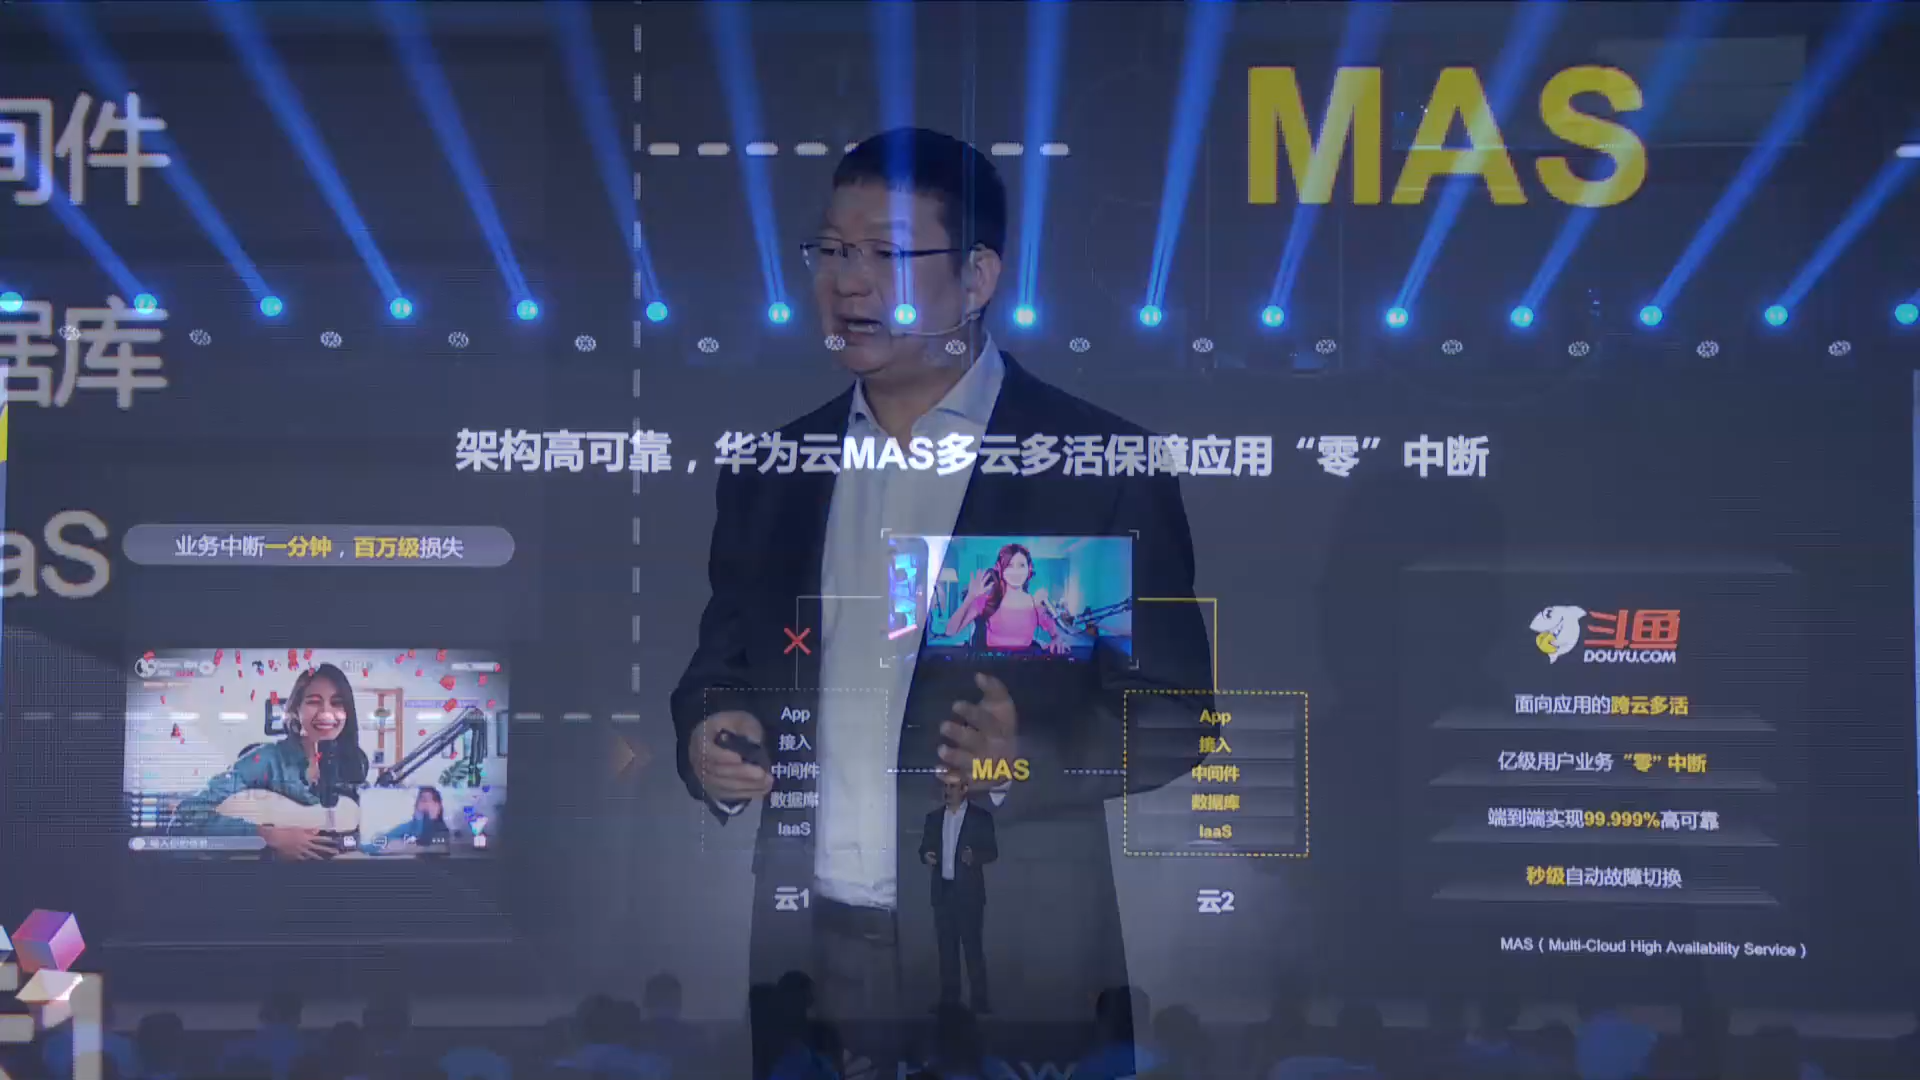 MAS
间件
据库
aaS
架构高可靠，华为云MAS多云多活保障应用“零”中断
业务中断一分钟，百万级损失
App
接入
中间件
数据库
IaaS
云1
MAS
App
接入
中间件
数据库
IaaS
云2
斗鱼
DOUYU.COM
面向应用的跨云多活
亿级用户业务“零”中断
端到端实现99.999%高可靠
秒级自动故障切换
MAS（Multi-Cloud High Availability Service）